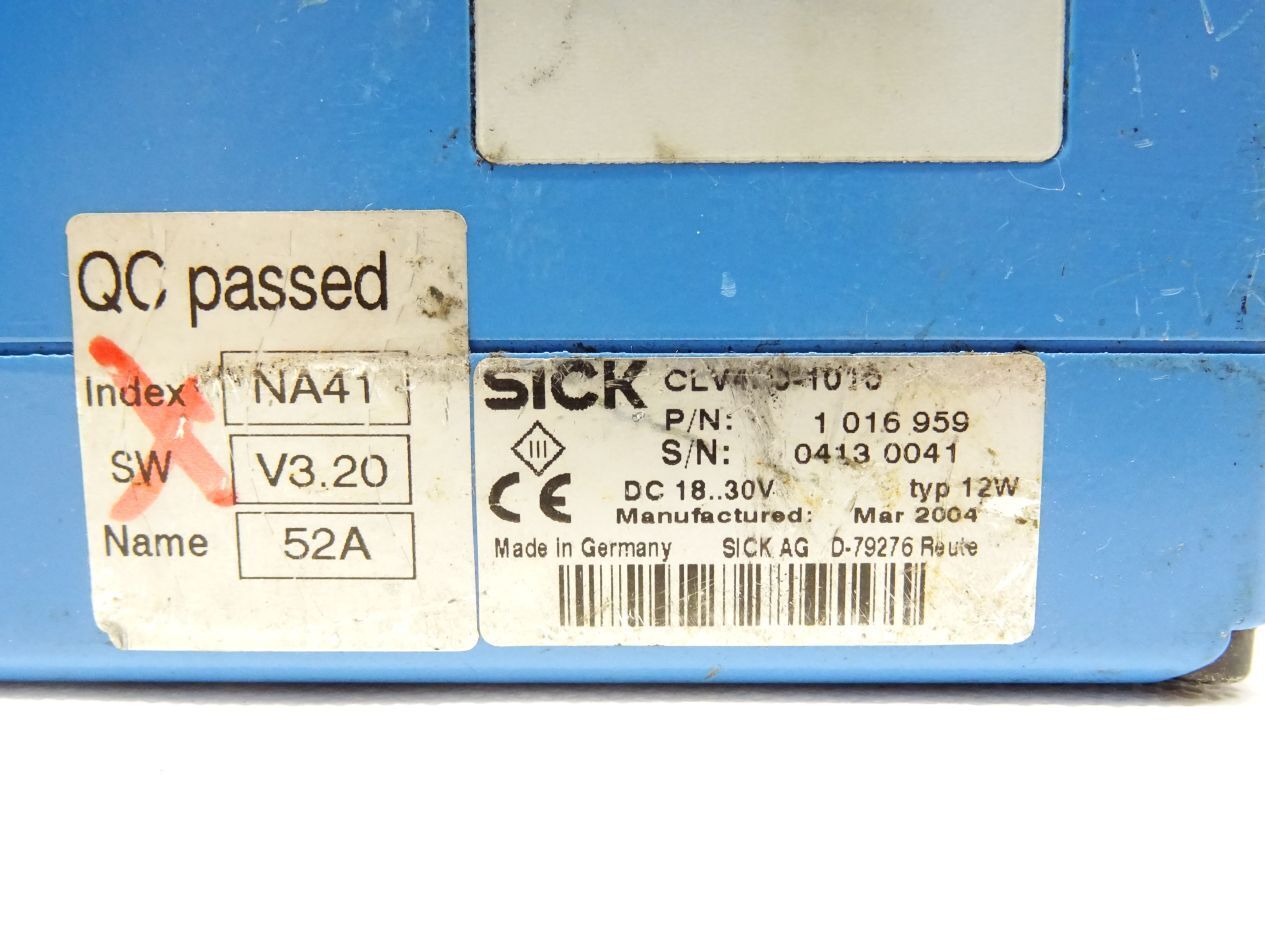 QC passed
Index NA41
SW V3.20
Name 52A
SICK
P/N: 1 016 959
S/N: 0413 0041
DC 18..30V typ 12W
CE Manufactured: Mar 2004
Made in Germany SICK AG D-79276 Reute